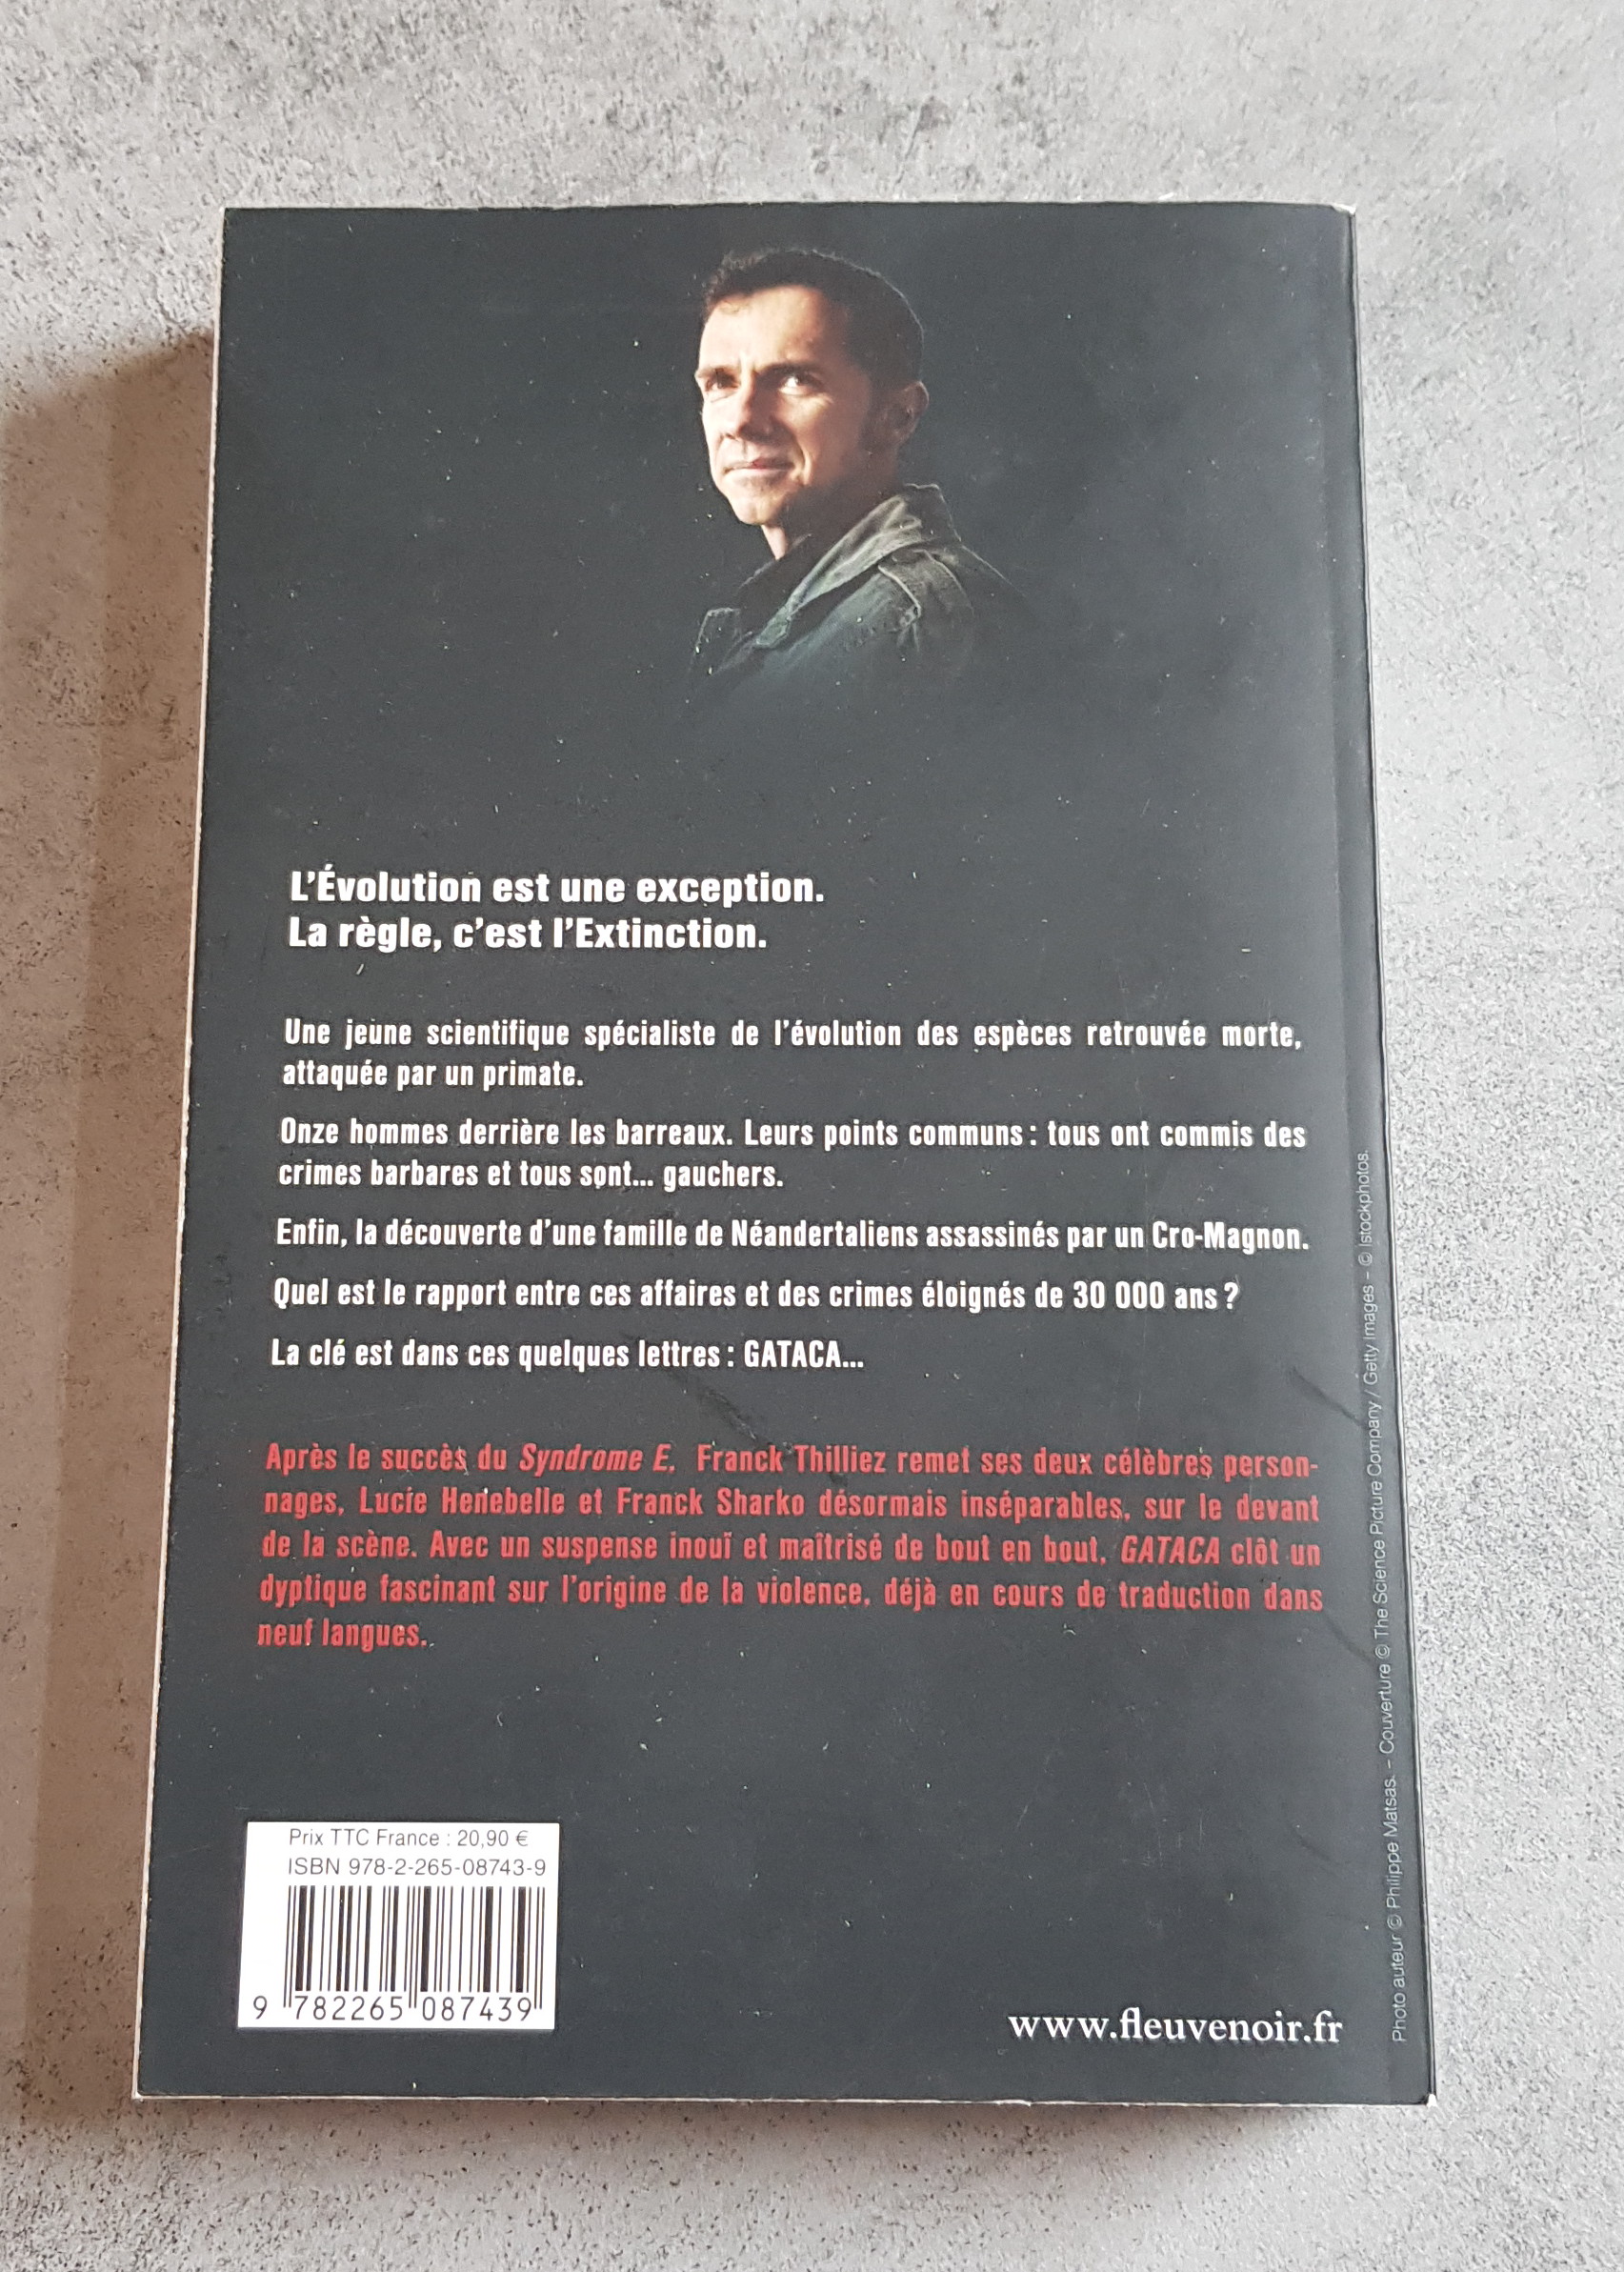 L'Évolution est une exception.
La règle, c'est l'Extinction.
Une jeune scientifique spécialiste de l'évolution des espèces retrouvée morte,
attaquée par un primate.
Onze hommes derrière les barreaux. Leurs points communs : tous ont commis des
crimes barbares et tous sont... gauchers.
Enfin, la découverte d'une famille de Néandertaliens assassinés par un Cro-Magnon.
Quel est le rapport entre ces affaires et des crimes éloignés de 30 000 ans ?
La clé est dans ces quelques lettres : GATACA...
Après le succès du Syndrome E, Franck Thilliez remet ses deux célèbres person-
nages, Lucie Henebelle et Franck Sharko désormais inséparables, sur le devant
de la scène. Avec un suspense inouï et maîtrisé de bout en bout, GATACA clôt un
dyptique fascinant sur l'origine de la violence, déjà en cours de traduction dans
neuf langues.
Prix TTC France : 20,90 €
ISBN 978-2-265-08743-9
9 782265 087439
www.fleuvenoir.fr
Photo auteur © Philippe Matsas. – Couverture © The Science Picture Company / Getty Images – © Istockphotos.